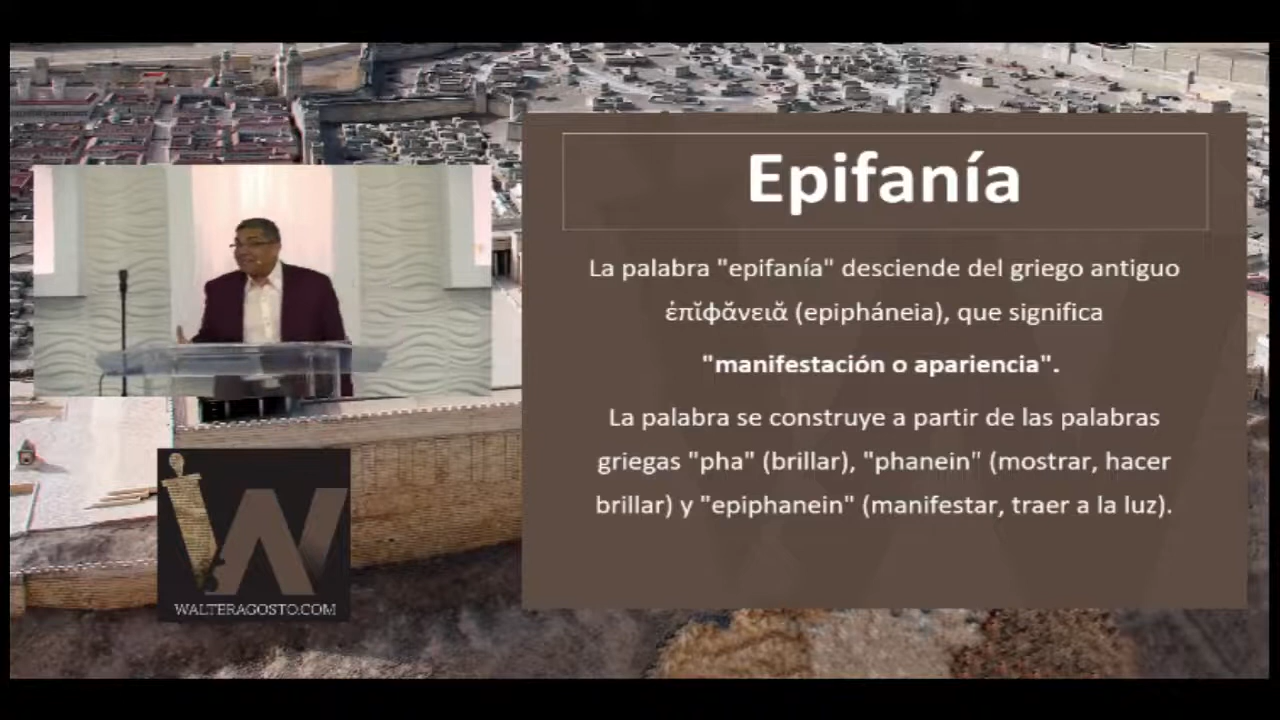 Epifanía
La palabra "epifanía" desciende del griego antiguo
ἐπῐφᾰ́νειᾰ (epipháneia), que significa
"manifestación o apariencia".
La palabra se construye a partir de las palabras
griegas "pha" (brillar), "phanein" (mostrar, hacer
brillar) y "epiphanein" (manifestar, traer a la luz).
W
WALTERAGOSTO.COM